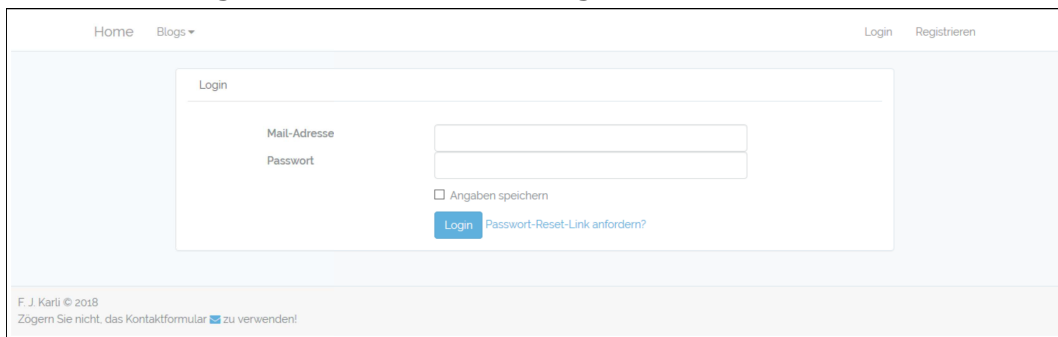 Home Blogs Login Registrieren
Login
Mail-Adresse
Passwort
Angaben speichern
Login Passwort-Reset-Link anfordern?
F. J. Karli © 2018
Zögern Sie nicht, das Kontaktformular zu verwenden!